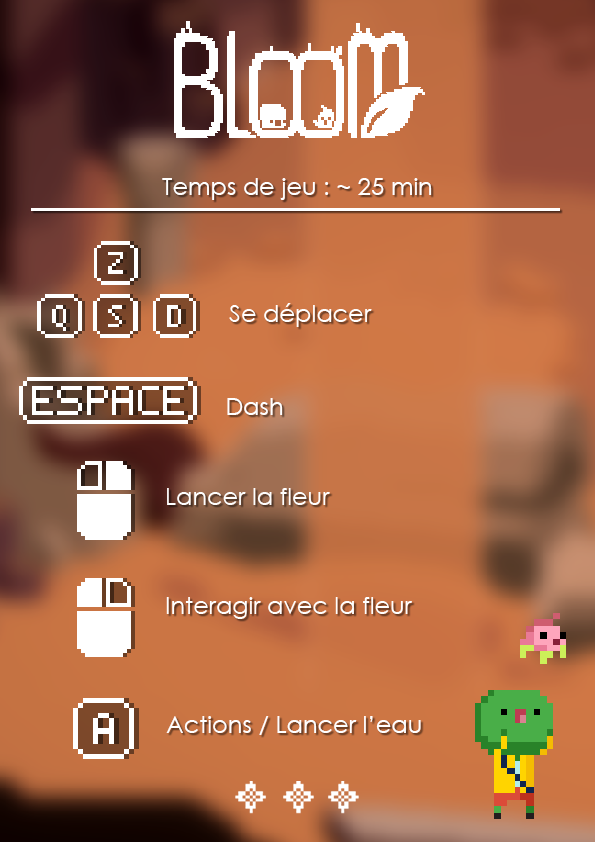 BLOOM
Temps de jeu : ~ 25 min
Z
Q S D Se déplacer
ESPACE Dash
Lancer la fleur
Interagir avec la fleur
A Actions / Lancer l'eau